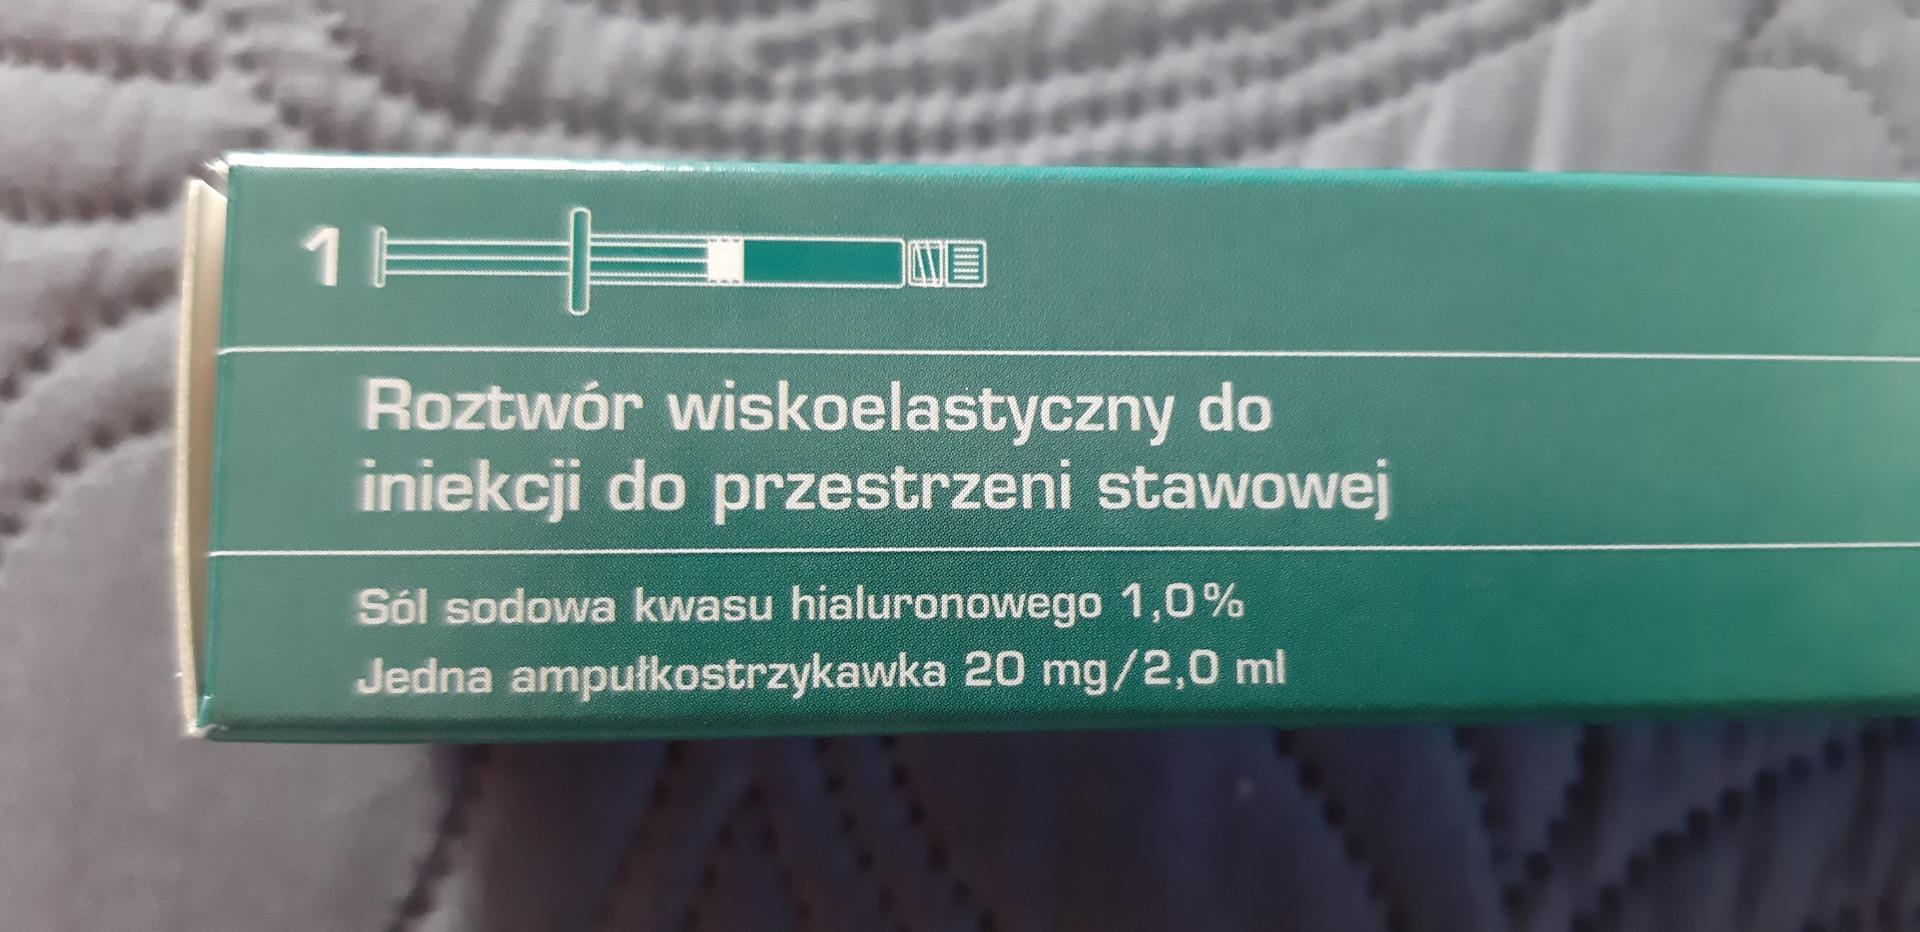 1
Roztwór wiskoelastyczny do
iniekcji do przestrzeni stawowej
Sól sodowa kwasu hialuronowego 1,0%
Jedna ampułkostrzykawka 20 mg/2,0 ml